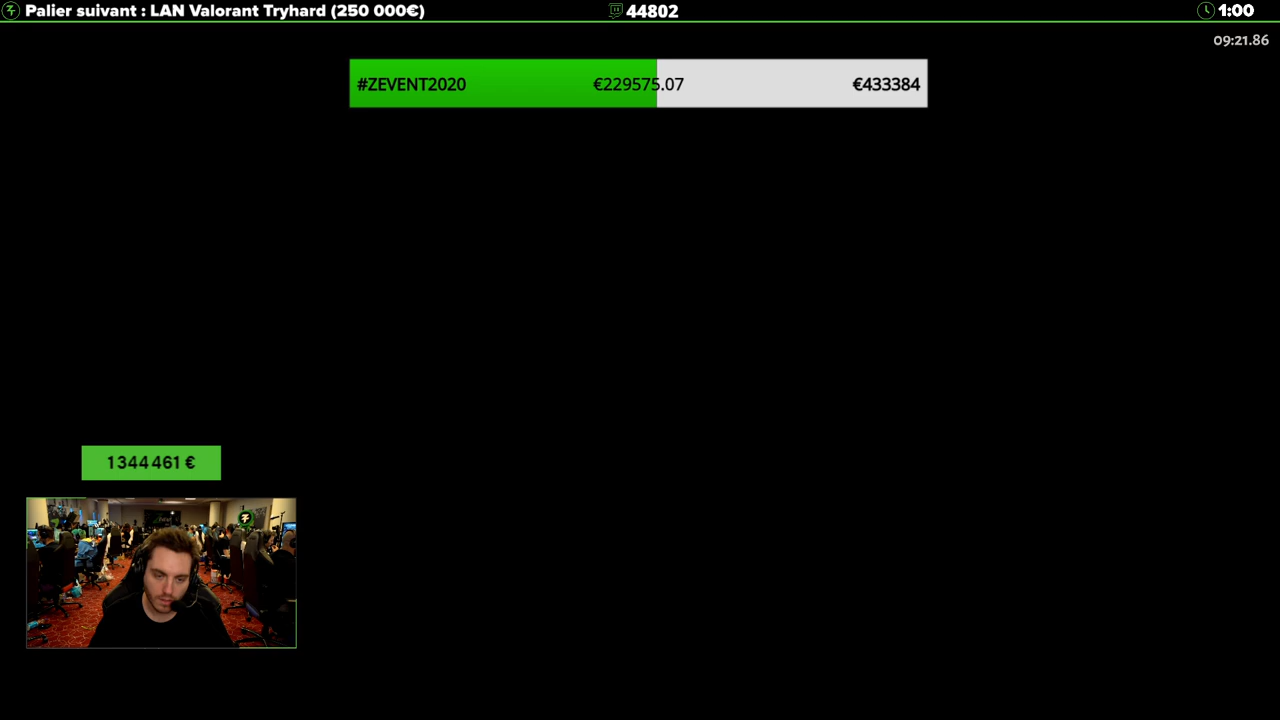 Palier suivant : LAN Valorant Tryhard (250 000€)
44802
1:00
09:21.86
#ZEVENT2020 €229575.07 €433384
1 344 461 €